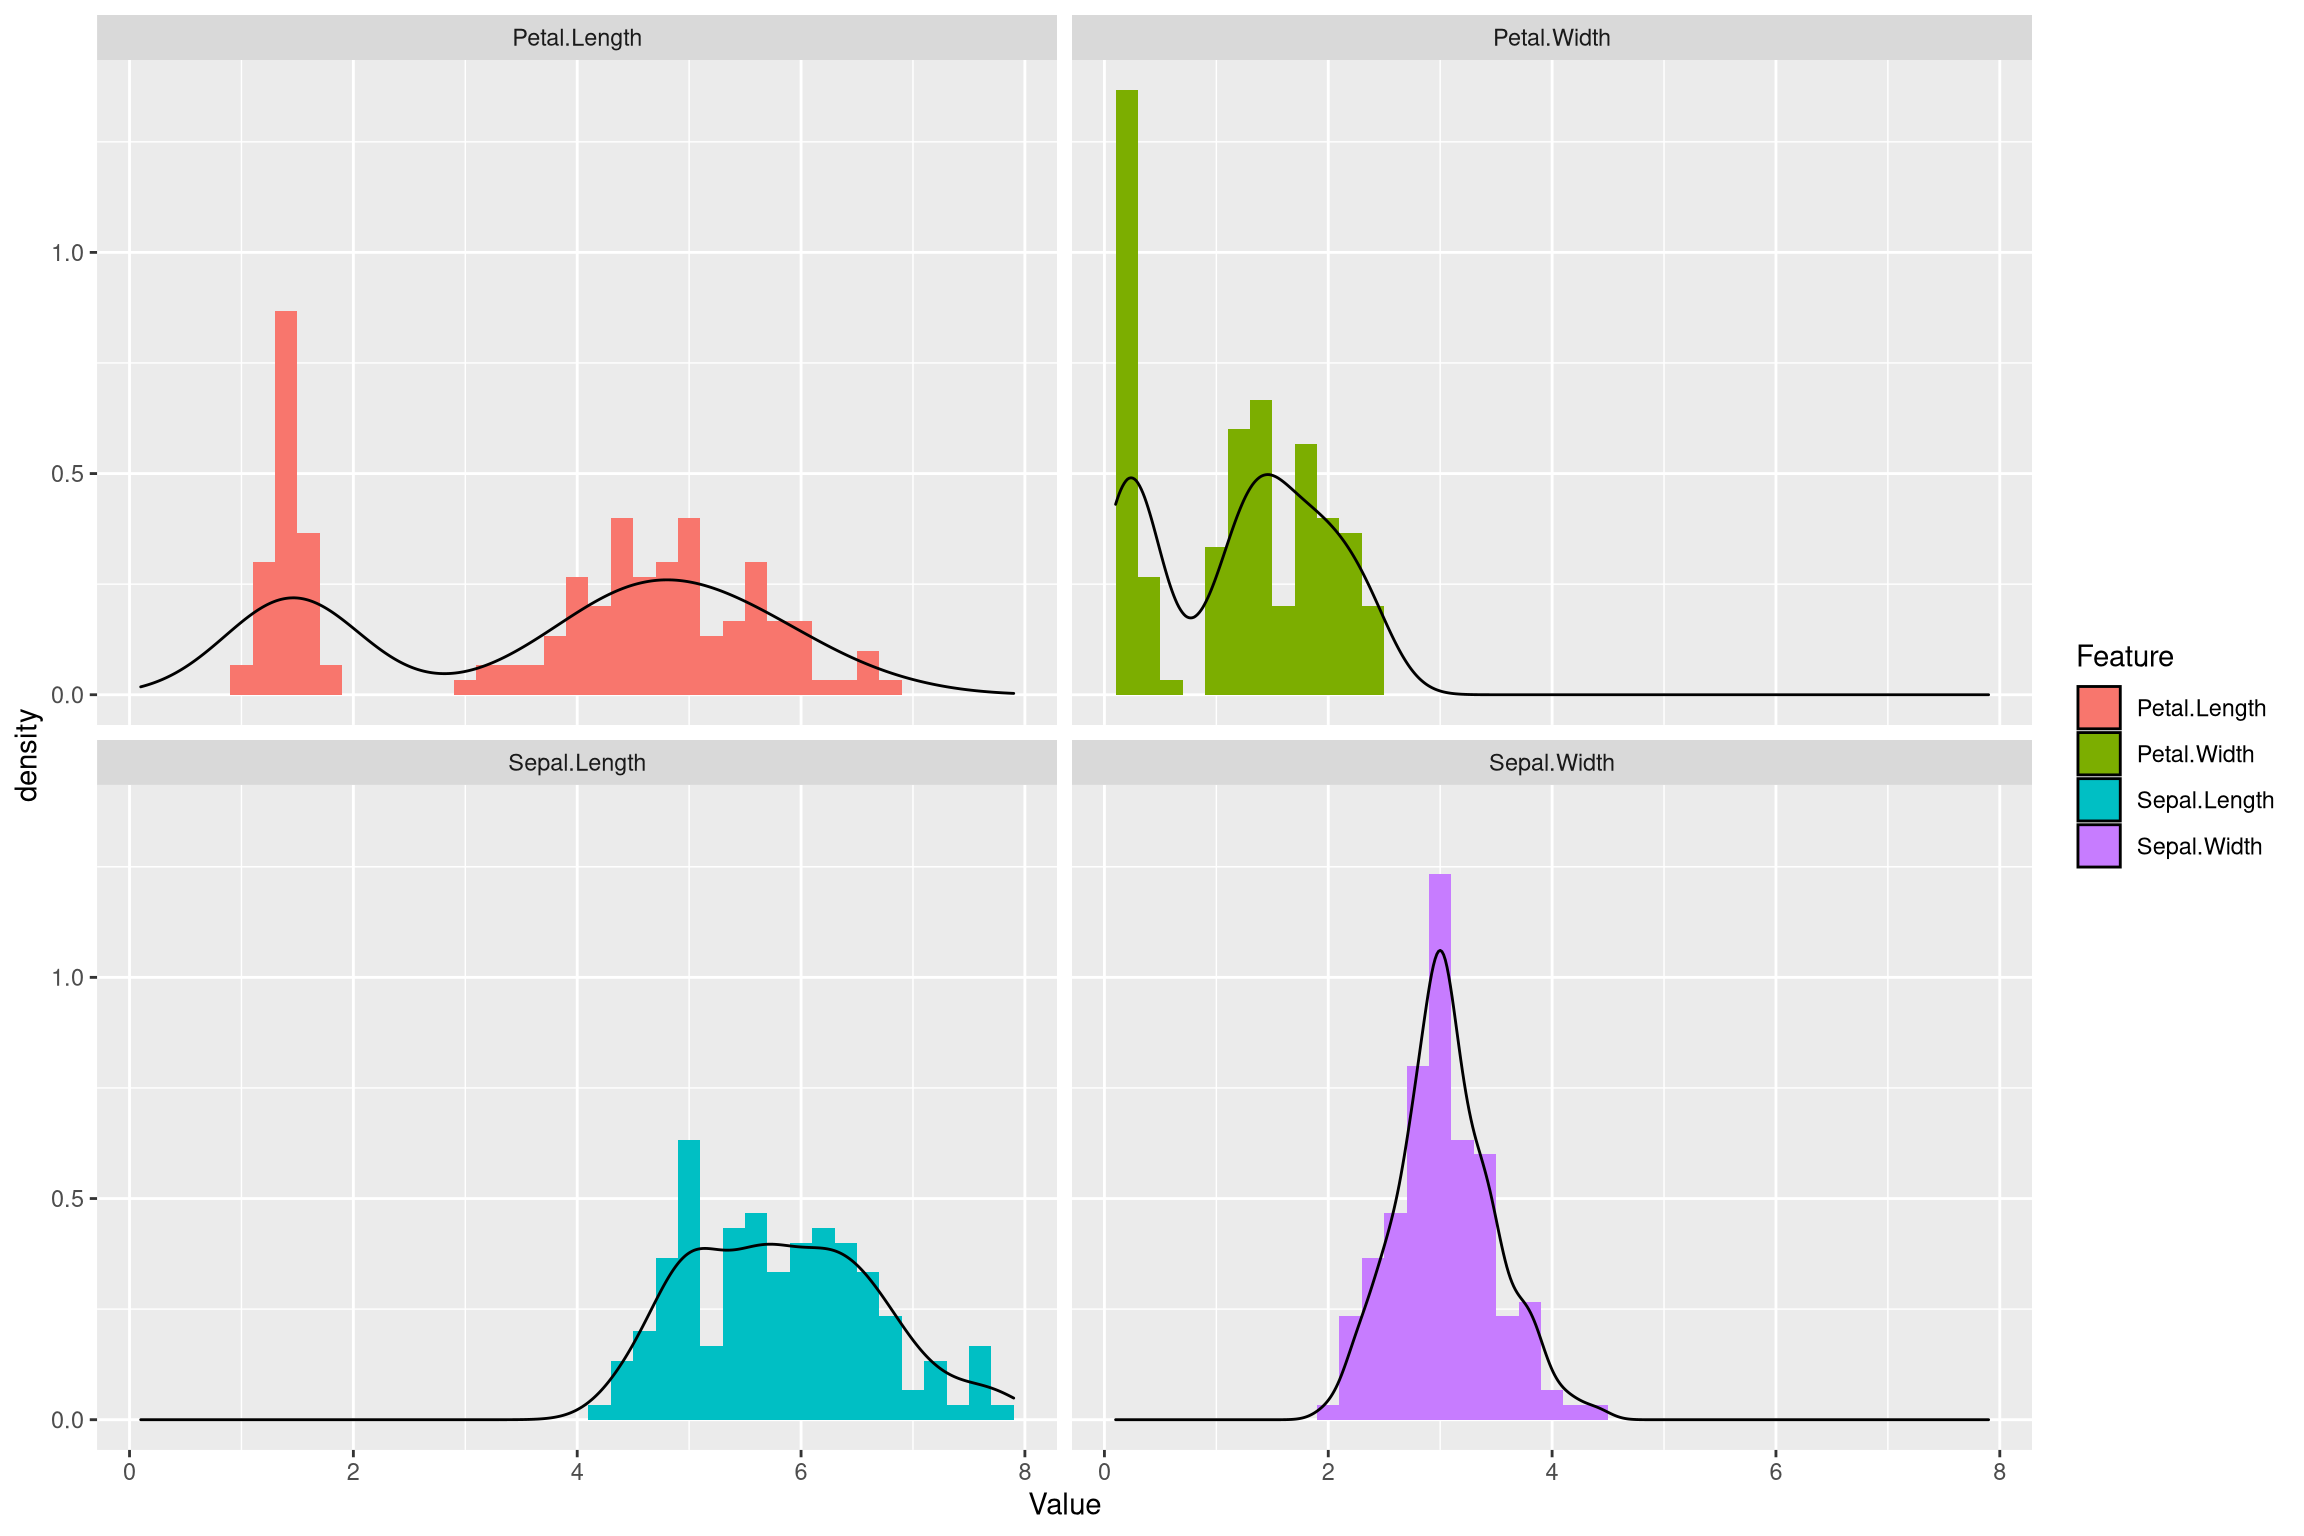 Petal.Length
Petal.Width
1.0
0.5
0.0
Sepal.Length
Sepal.Width
1.0
0.5
0.0
0 2 4 6 8
0 2 4 6 8
Value
density
Feature
Petal.Length
Petal.Width
Sepal.Length
Sepal.Width